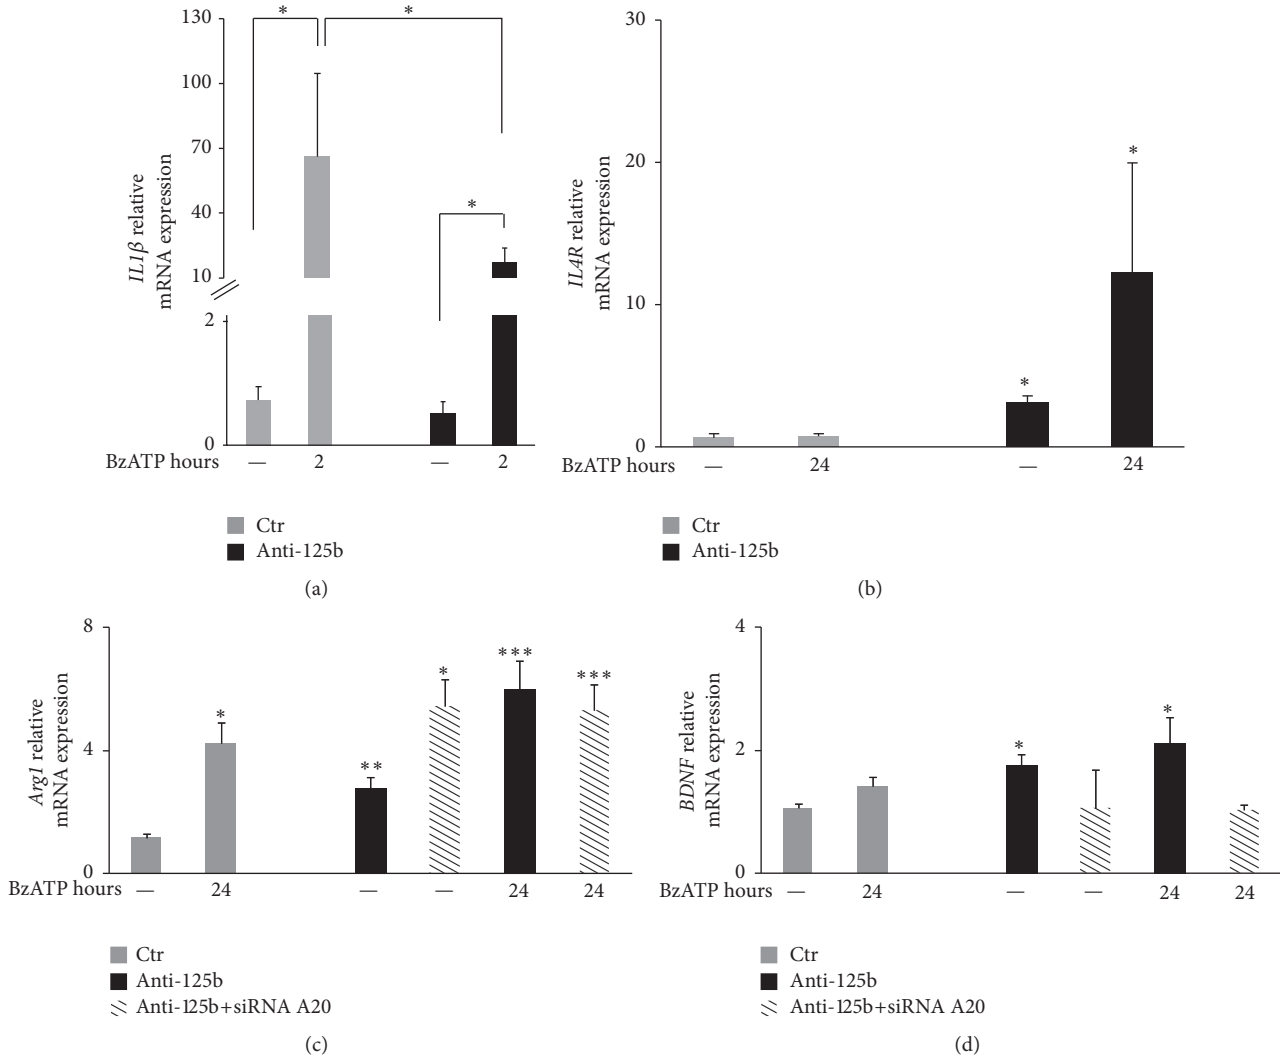 130
100
70
40
10
2
0
IL1β relative
mRNA expression
*
*
*
BzATP hours — 2 — 2
Ctr
Anti-125b
(a)
30
20
10
0
IL4R relative
mRNA expression
*
*
BzATP hours — 24 — 24
Ctr
Anti-125b
(b)
8
4
0
Arg1 relative
mRNA expression
*
**
*
***
***
BzATP hours — 24 — — 24 24
Ctr
Anti-125b
Anti-125b+siRNA A20
(c)
4
2
0
BDNF relative
mRNA expression
*
*
BzATP hours — 24 — — 24 24
Ctr
Anti-125b
Anti-125b+siRNA A20
(d)